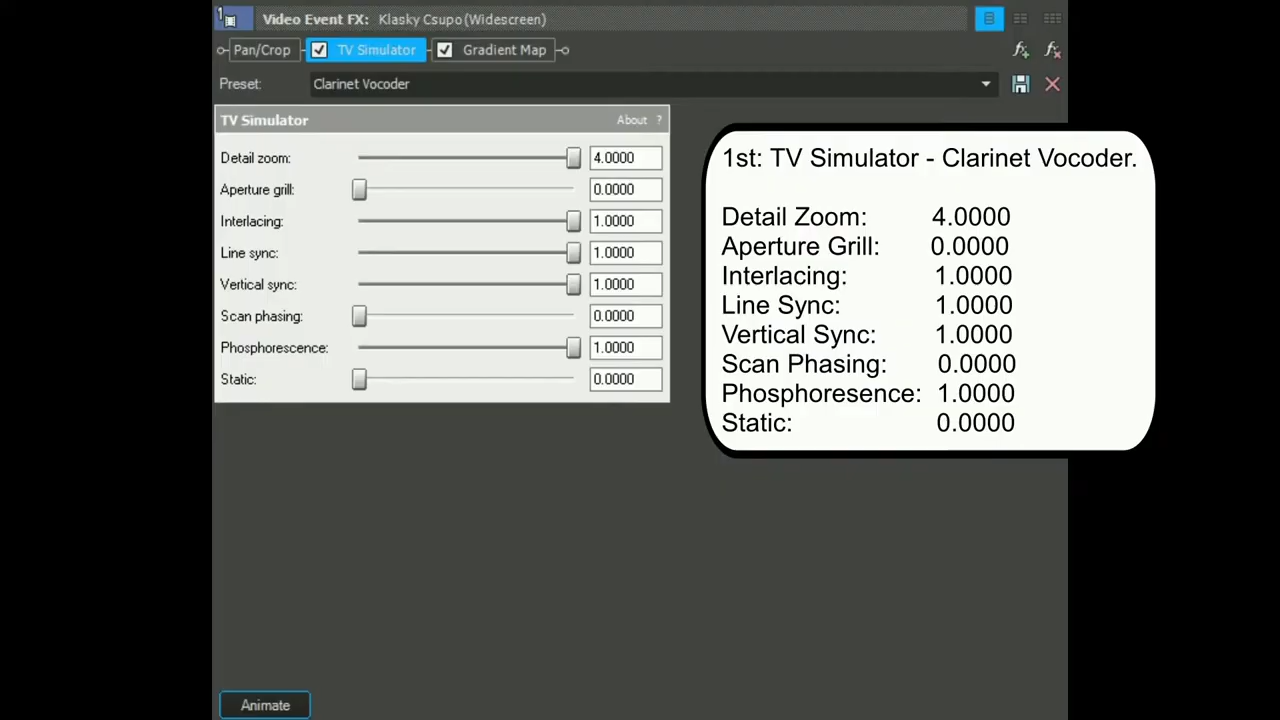 1
Video Event FX: Klasky Csupo (Widescreen)
Pan/Crop TV Simulator Gradient Map
Preset: Clarinet Vocoder
TV Simulator About ?
Detail zoom: 4.0000
Aperture grill: 0.0000
Interlacing: 1.0000
Line sync: 1.0000
Vertical sync: 1.0000
Scan phasing: 0.0000
Phosphorescence: 1.0000
Static: 0.0000
1st: TV Simulator - Clarinet Vocoder.
Detail Zoom: 4.0000
Aperture Grill: 0.0000
Interlacing: 1.0000
Line Sync: 1.0000
Vertical Sync: 1.0000
Scan Phasing: 0.0000
Phosphoresence: 1.0000
Static: 0.0000
Animate